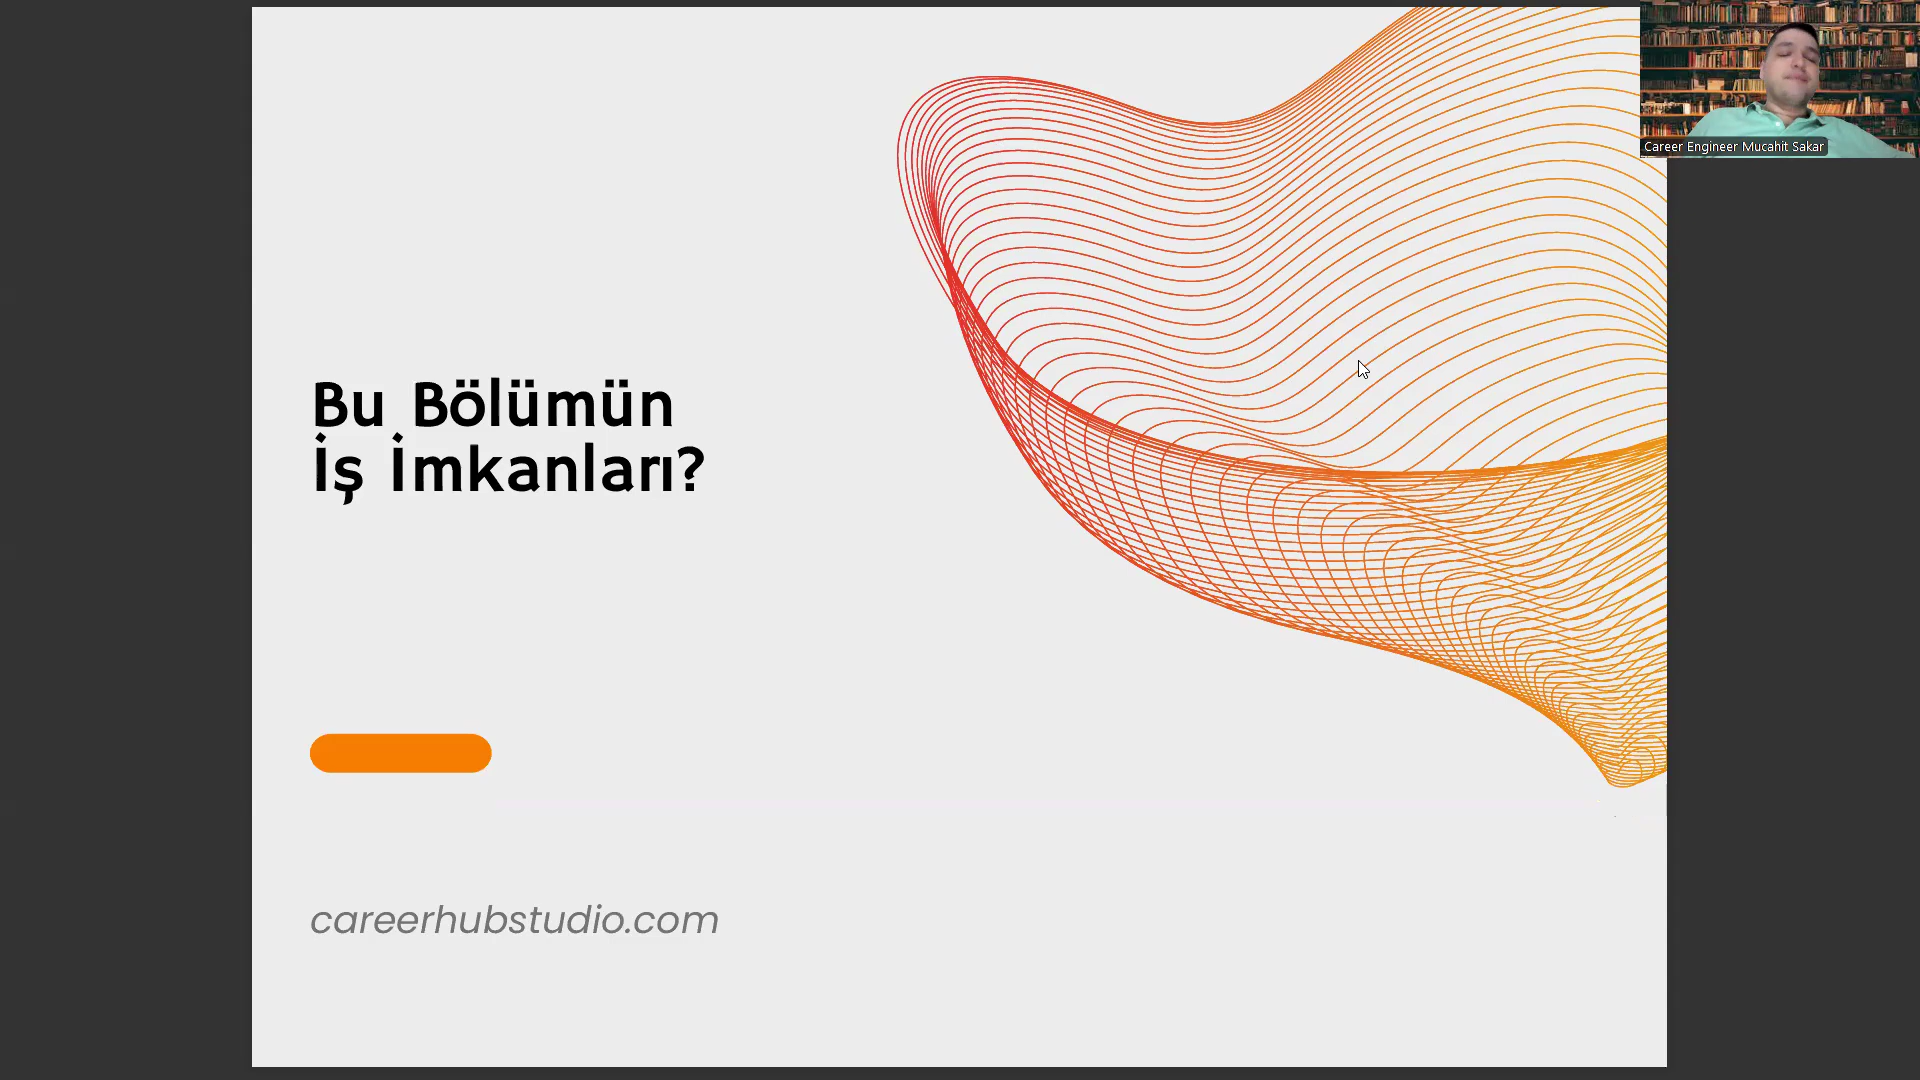 Career Engineer Mucahit Sakar
Bu Bölümün
İş İmkanları?
careerhubstudio.com